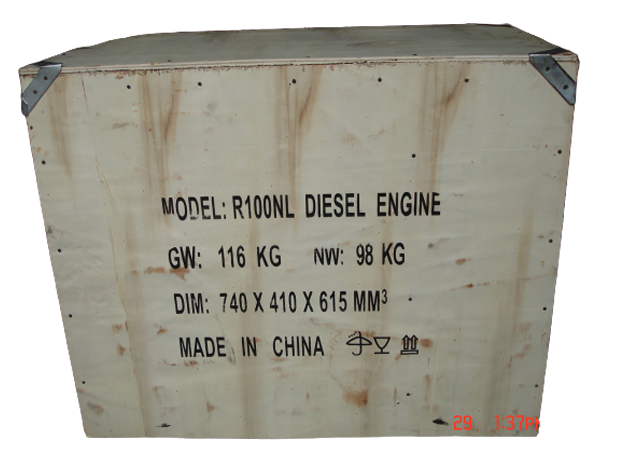 MODEL: R100NL DIESEL ENGINE
GW: 116 KG NW: 98 KG
DIM: 740 X 410 X 615 MM³
MADE IN CHINA
29 1:37PM